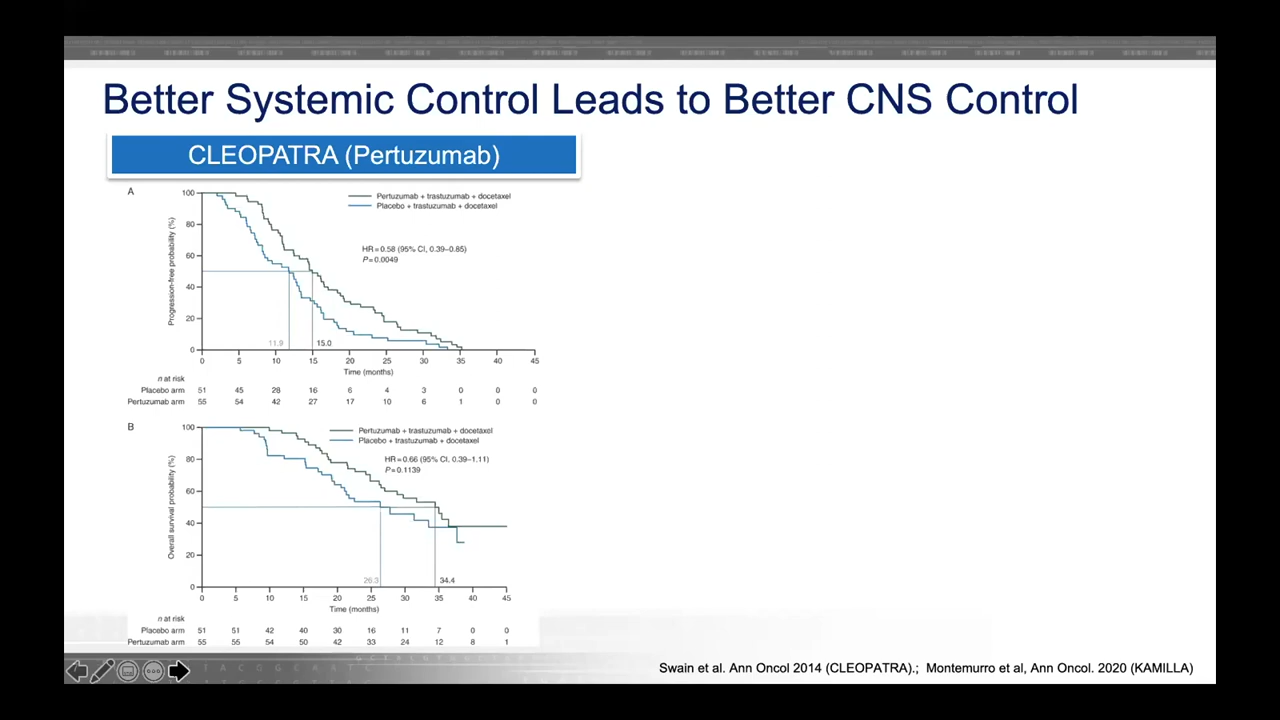 Better Systemic Control Leads to Better CNS Control
CLEOPATRA (Pertuzumab)
A
Pertuzumab + trastuzumab + docetaxel
Placebo + trastuzumab + docetaxel
HR = 0.58 (95% CI, 0.39–0.85)
P = 0.0049
Progression-free probability (%)
100
80
60
40
20
0
11.9
15.0
0 5 10 15 20 25 30 35 40 45
Time (months)
n at risk
Placebo arm 51 45 28 16 6 4 3 0 0 0
Pertuzumab arm 55 54 42 27 17 10 6 1 0 0
B
Pertuzumab + trastuzumab + docetaxel
Placebo + trastuzumab + docetaxel
HR = 0.66 (95% CI, 0.39–1.11)
P = 0.1139
Overall survival probability (%)
100
80
60
40
20
0
26.3
34.4
0 5 10 15 20 25 30 35 40 45
Time (months)
n at risk
Placebo arm 51 51 42 40 30 16 11 7 0 0
Pertuzumab arm 55 55 54 50 42 33 24 12 8 1
Swain et al. Ann Oncol 2014 (CLEOPATRA).; Montemurro et al, Ann Oncol. 2020 (KAMILLA)